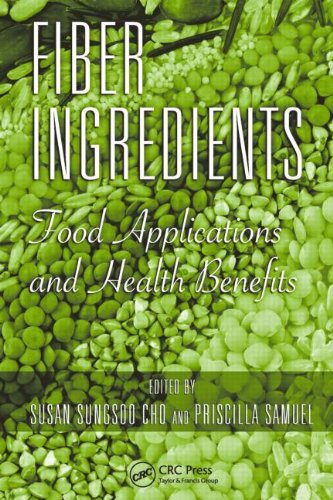 FIBER
INGREDIENTS
Food Applications
and Health Benefits
EDITED BY
SUSAN SUNGSOO CHO AND PRISCILLA SAMUEL
CRC CRC Press
Taylor & Francis Group